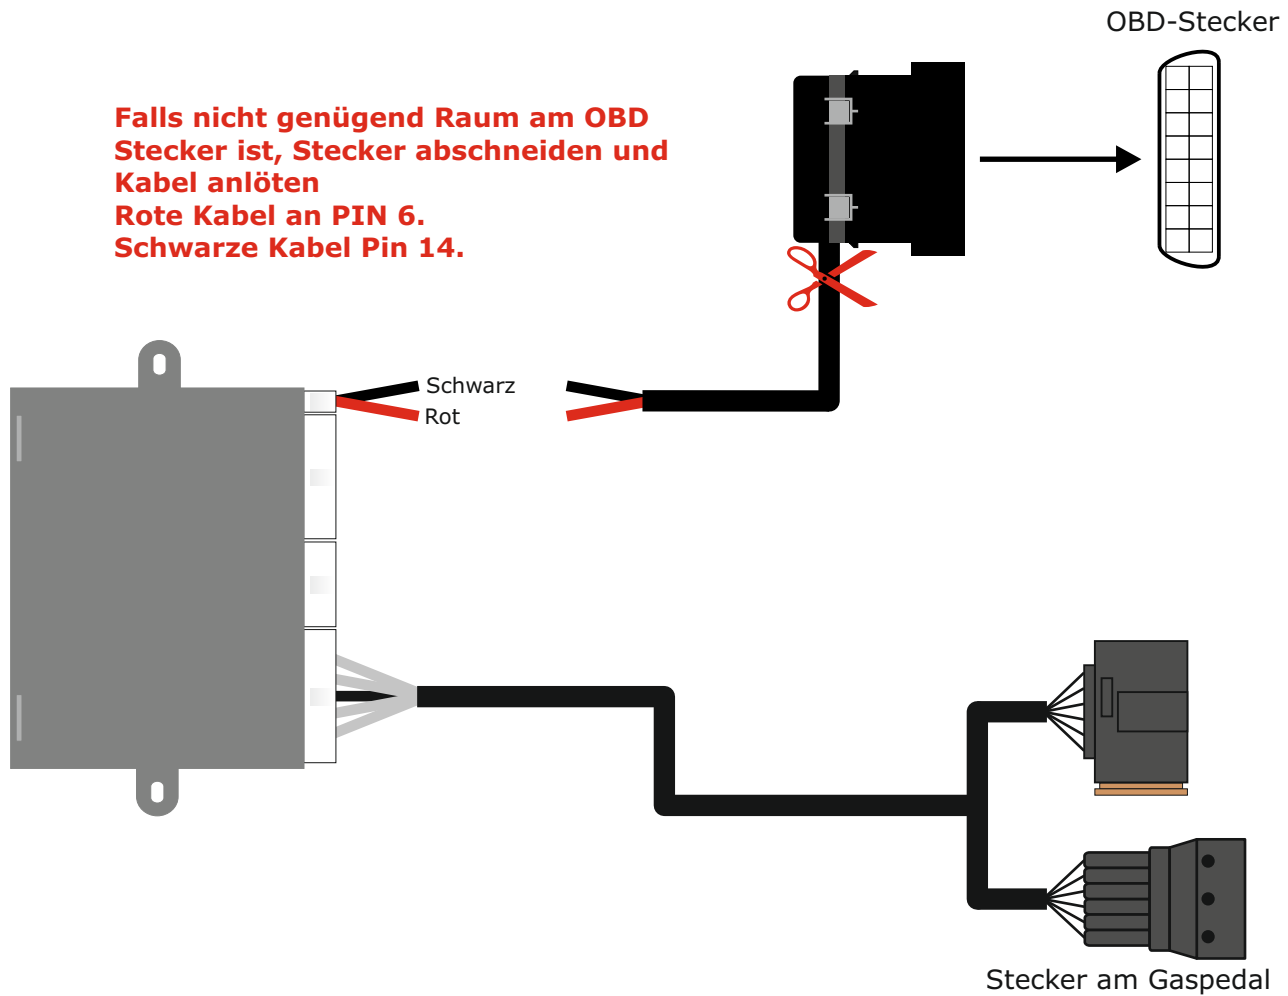 OBD-Stecker
Falls nicht genügend Raum am OBD
Stecker ist, Stecker abschneiden und
Kabel anlöten
Rote Kabel an PIN 6.
Schwarze Kabel Pin 14.
Schwarz
Rot
Stecker am Gaspedal